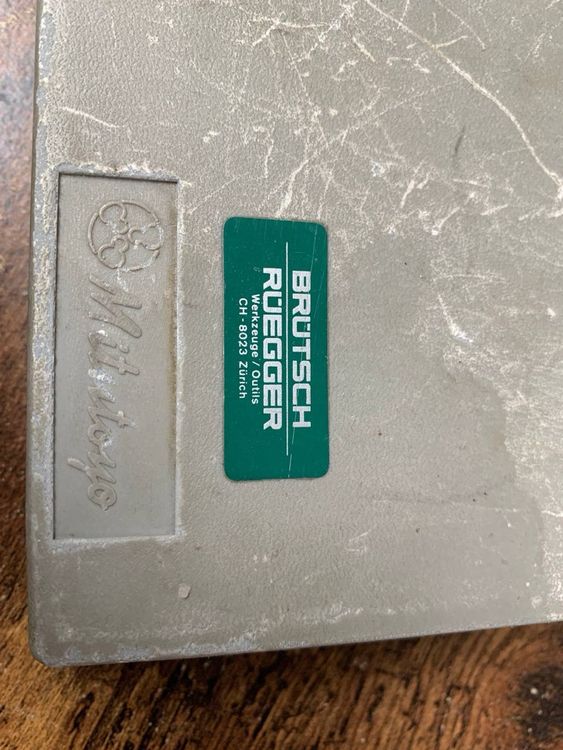 Mitutoyo
BRÜTSCH
RÜEGGER
Werkzeuge / Outils
CH - 8023 Zürich